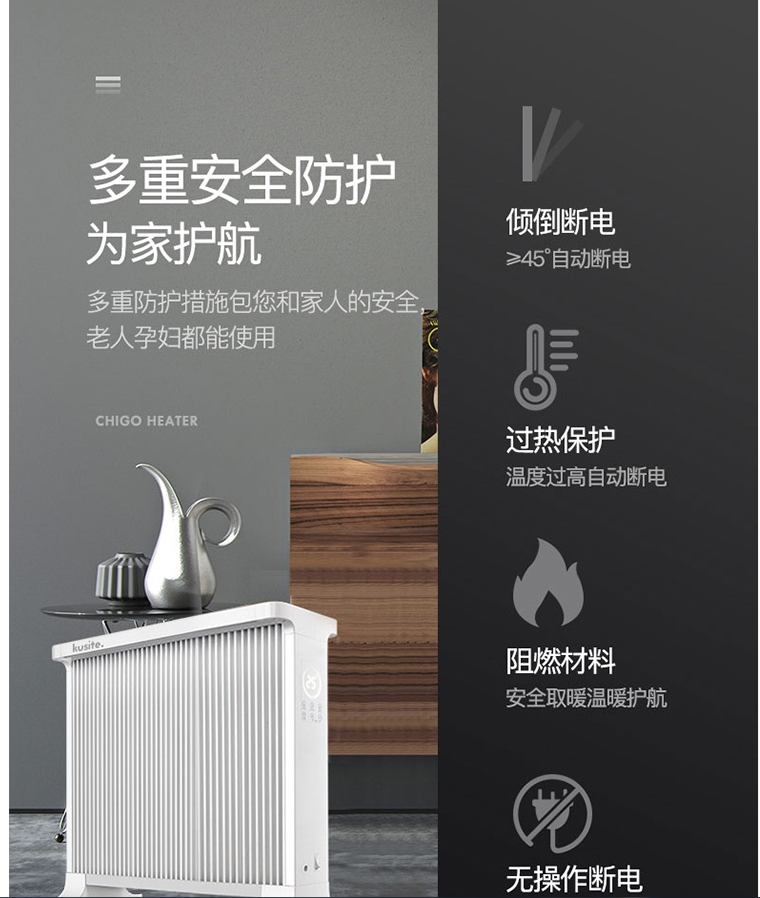 多重安全防护
为家护航
多重防护措施包您和家人的安全，
老人孕妇都能使用
CHIGO HEATER
kusite.
25
倾倒断电
≥45°自动断电
过热保护
温度过高自动断电
阻燃材料
安全取暖温暖护航
无操作断电